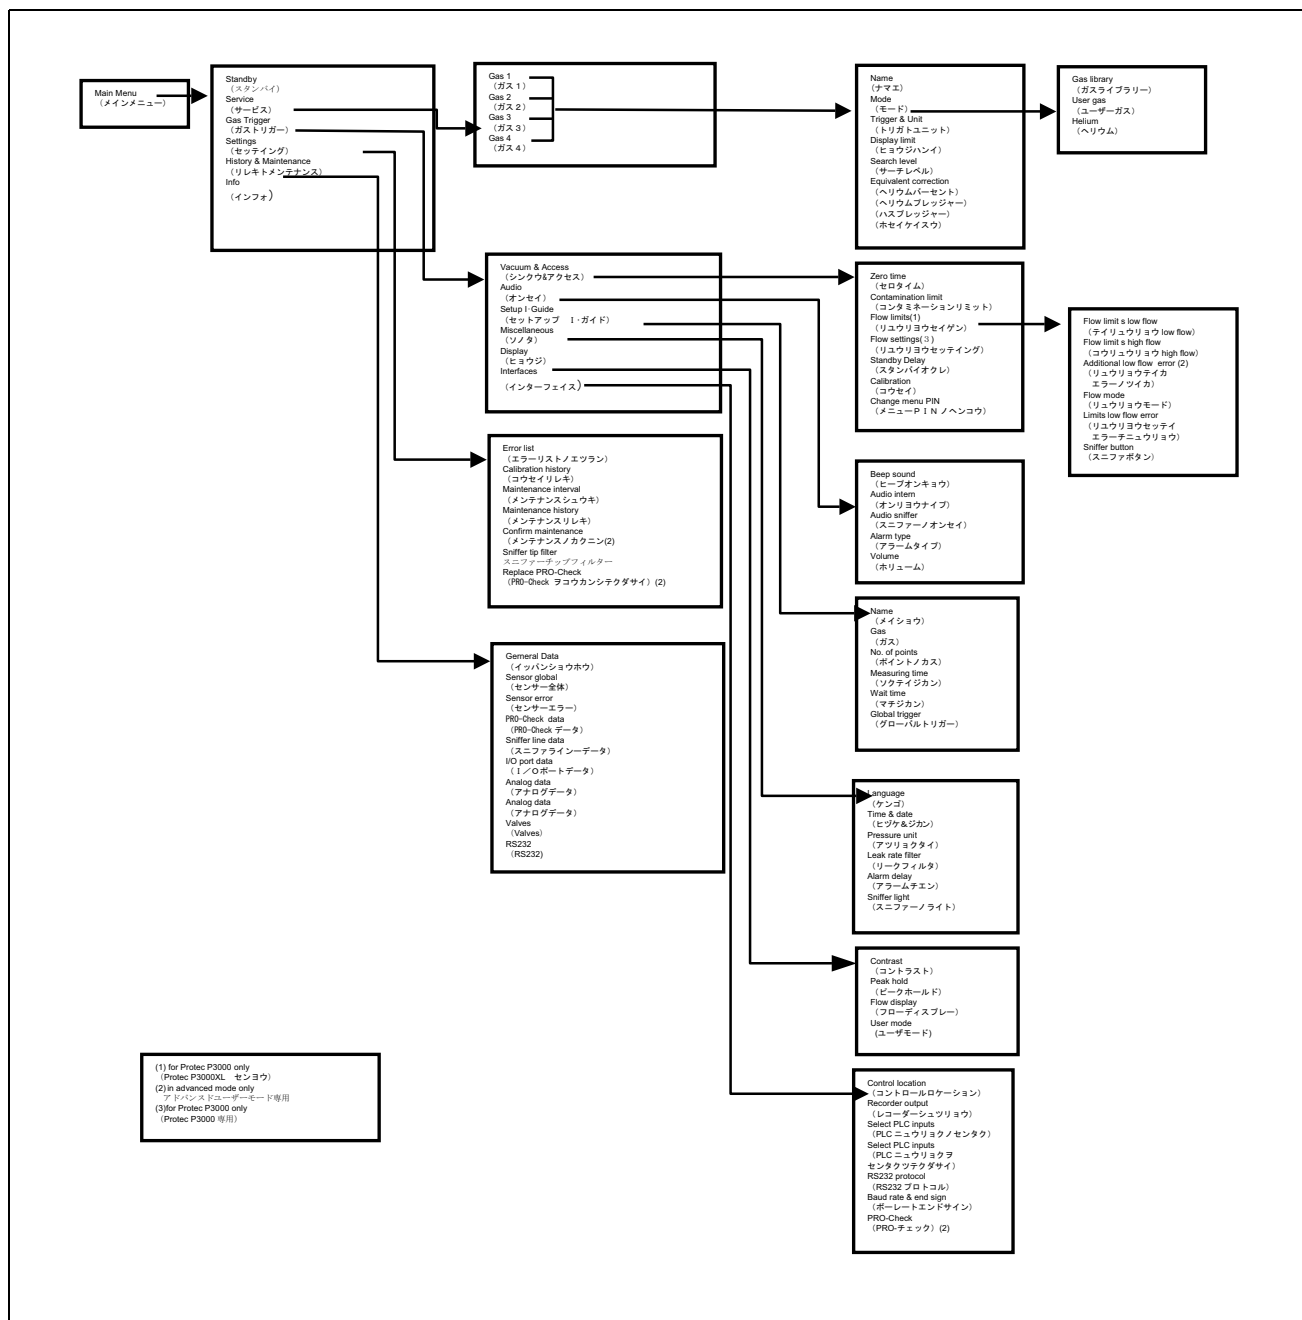 Main Menu
（メインメニュー）
Standby
（スタンバイ）
Service
（サービス）
Gas Trigger
（ガストリガー）
Settings
（セッテイング）
History & Maintenance
（リレキトメンテナンス）
Info
（インフォ）
Gas 1
（ガス１）
Gas 2
（ガス２）
Gas 3
（ガス３）
Gas 4
（ガス４）
Name
（ナマエ）
Mode
（モード）
Trigger & Unit
（トリガトユニット）
Display limit
（ヒョウジハンイ）
Search level
（サーチレベル）
Equivalent correction
（ヘリウムパーセント）
（ヘリウムプレッジャー）
（ハスプレッジャー）
（ホセイケイスウ）
Gas library
（ガスライブラリー）
User gas
（ユーザーガス）
Helium
（ヘリウム）
Vacuum & Access
（シンクウ&アクセス）
Audio
（オンセイ）
Setup I·Guide
（セットアップ　I・ガイド）
Miscellaneous
（ソノタ）
Display
（ヒョウジ）
Interfaces
（インターフェイス）
Zero time
（ゼロタイム）
Contamination limit
（コンタミネーションリミット）
Flow limits(1)
（リユウリヨウセイゲン）
Flow settings(３)
（リユウリヨウセッテイング）
Standby Delay
（スタンバイオクレ）
Calibration
（コウセイ）
Change menu PIN
（メニューＰＩＮノヘンコウ）
Flow limit s low flow
（テイリュウリョウ low flow）
Flow limit s high flow
（コウリュウリョウ high flow）
Additional low flow error (2)
（リュウリョウテイカ
エラーノツイカ）
Flow mode
（リュウリョウモード）
Limits low flow error
（リユウリヨウセッテイ
エラーチニュウリョウ）
Sniffer button
（スニファボタン）
Error list
（エラーリストノエツラン）
Calibration history
（コウセイリレキ）
Maintenance interval
（メンテナンスシュウキ）
Maintenance history
（メンテナンスリレキ）
Confirm maintenance
（メンテナンスノカクニン(2)
Sniffer tip filter
スニファーチップフィルター
Replace PRO-Check
（PRO-Check ヲコウカンシテクダサイ）(2)
Beep sound
（ビープオンキョウ）
Audio intern
（オンリヨウナイブ）
Audio sniffer
（スニファーノオンセイ）
Alarm type
（アラームタイプ）
Volume
（ボリューム）
Name
（メイショウ）
Gas
（ガス）
No. of points
（ポイントノカス）
Measuring time
（ソクテイジカン）
Wait time
（マチジカン）
Global trigger
（グローバルトリガー）
Gemeral Data
（イッパンショウホウ）
Sensor global
（センサー全体）
Sensor error
（センサーエラー）
PRO-Check data
（PRO-Check データ）
Sniffer line data
（スニファラインーデータ）
I/O port data
（Ｉ／Ｏポートデータ）
Analog data
（アナログデータ）
Analog data
（アナログデータ）
Valves
（Valves）
RS232
（RS232）
Language
（ケンゴ）
Time & date
（ヒヅケ&ジカン）
Pressure unit
（アツリョクタイ）
Leak rate filter
（リークフィルタ）
Alarm delay
（アラームチエン）
Sniffer light
（スニファーノライト）
Contrast
（コントラスト）
Peak hold
（ピークホールド）
Flow display
（フローディスプレー）
User mode
（ユーザモード）
Control location
（コントロールロケーション）
Recorder output
（レコーダーシュツリョウ）
Select PLC inputs
（PLC ニュウリョクノセンタク）
Select PLC inputs
（PLC ニュウリョクヲ
センタクツテクダサイ）
RS232 protocol
（RS232 プロトコル）
Baud rate & end sign
（ボーレートエンドサイン）
PRO-Check
（PRO-チェック）(2)
(1) for Protec P3000 only
（Protec P3000XL　センヨウ）
(2) in advanced mode only
アドバンスドユーザーモード専用
(3)for Protec P3000 only
（Protec P3000 専用）